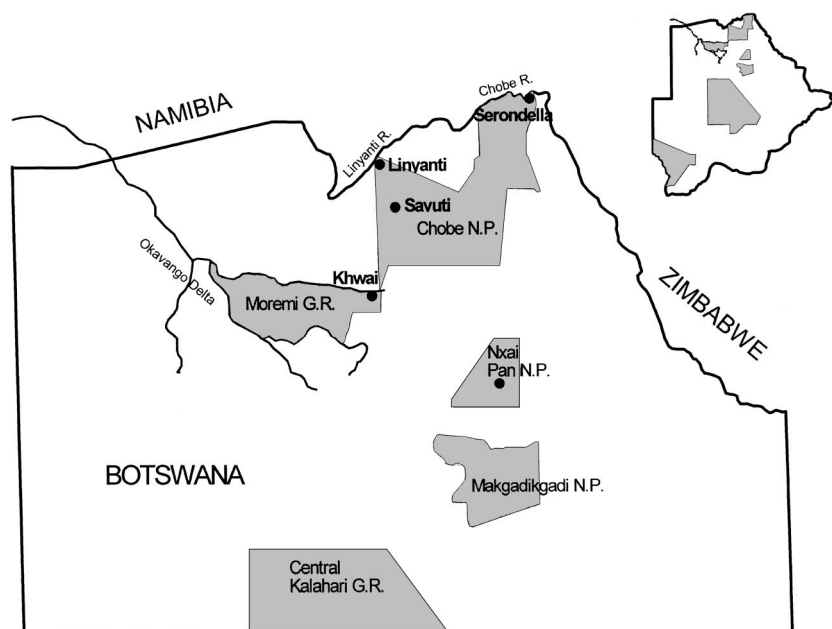 Chobe R.
NAMIBIA
Serondella
Linyanti R.
Linyanti
Savuti
Chobe N.P.
Okavango Delta
Khwai
Moremi G.R.
ZIMBABWE
Nxai
Pan N.P.
BOTSWANA
Makgadikgadi N.P.
Central
Kalahari G.R.